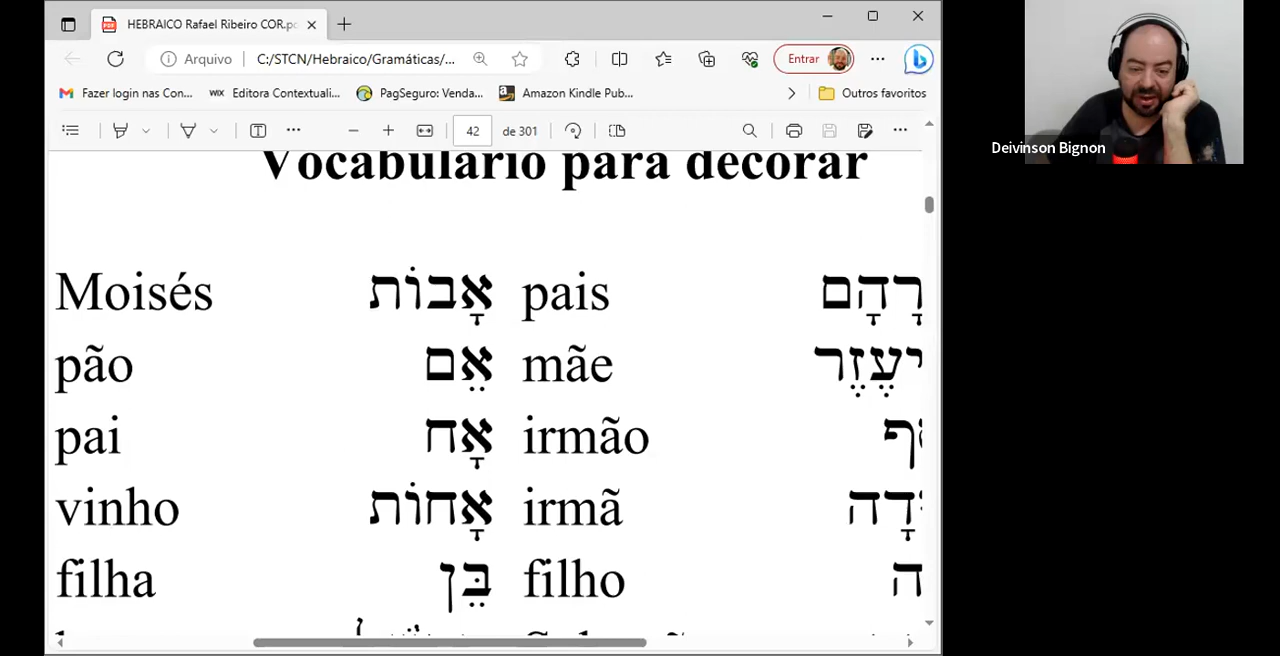 HEBRAICO Rafael Ribeiro COR.pd
Arquivo C:/STCN/Hebraico/Gramáticas/... Entrar
Fazer login nas Con... WIX Editora Contextuali... PagSeguro: Venda... Amazon Kindle Pub... Outros favoritos
42 de 301
Deivinson Bignon
Vocabulário para decorar
Moisés אָבוֹת pais
pão אֵם mãe
pai אָח irmão
vinho אָחוֹת irmã
filha בֵּן filho